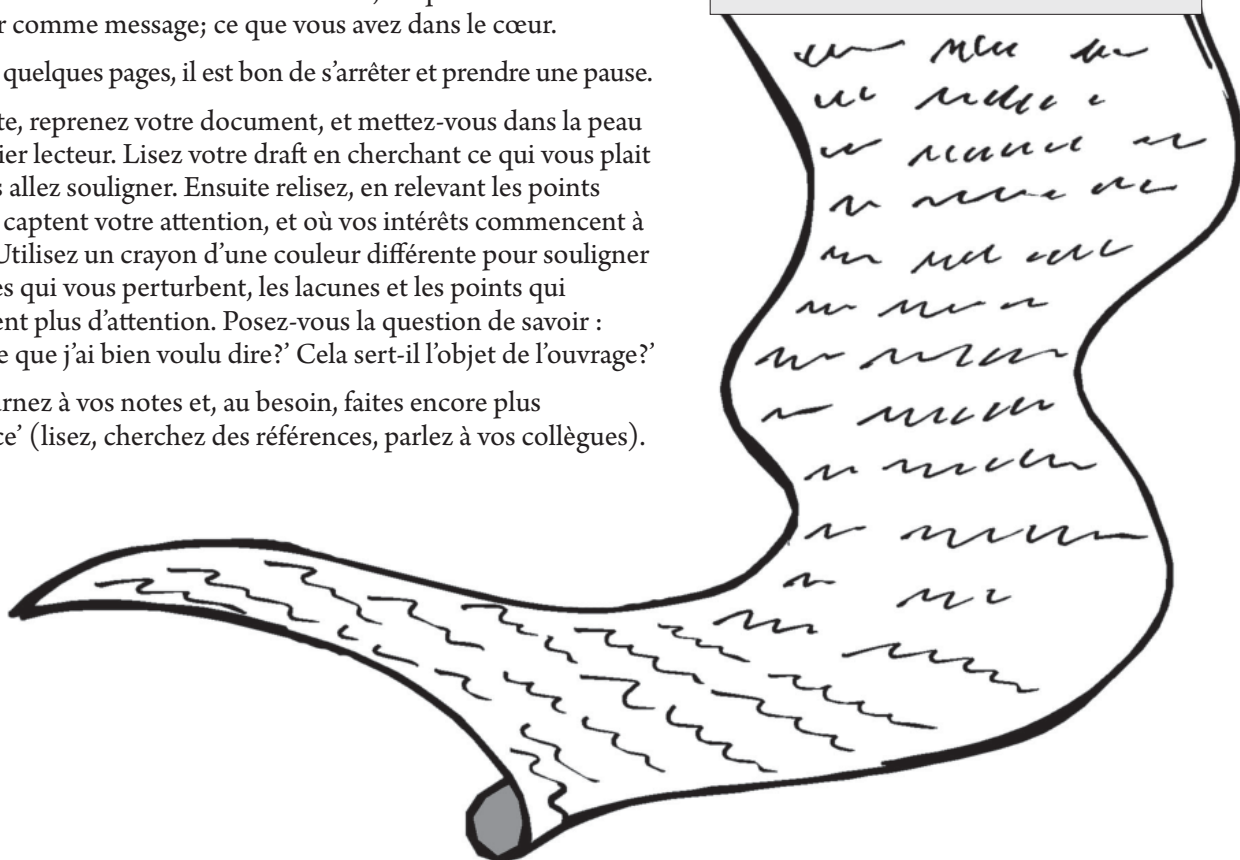 r comme message; ce que vous avez dans le cœur.
quelques pages, il est bon de s’arrêter et prendre une pause.
te, reprenez votre document, et mettez-vous dans la peau
ier lecteur. Lisez votre draft en cherchant ce qui vous plait
s allez souligner. Ensuite relisez, en relevant les points
captent votre attention, et où vos intérêts commencent à
Utilisez un crayon d’une couleur différente pour souligner
es qui vous perturbent, les lacunes et les points qui
ent plus d’attention. Posez-vous la question de savoir :
e que j’ai bien voulu dire?’ Cela sert-il l’objet de l’ouvrage?’
urnez à vos notes et, au besoin, faites encore plus
ce’ (lisez, cherchez des références, parlez à vos collègues).